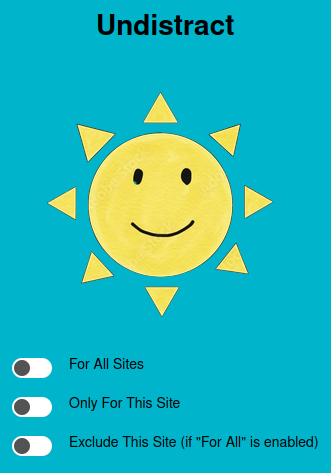 Undistract
For All Sites
Only For This Site
Exclude This Site (if "For All" is enabled)